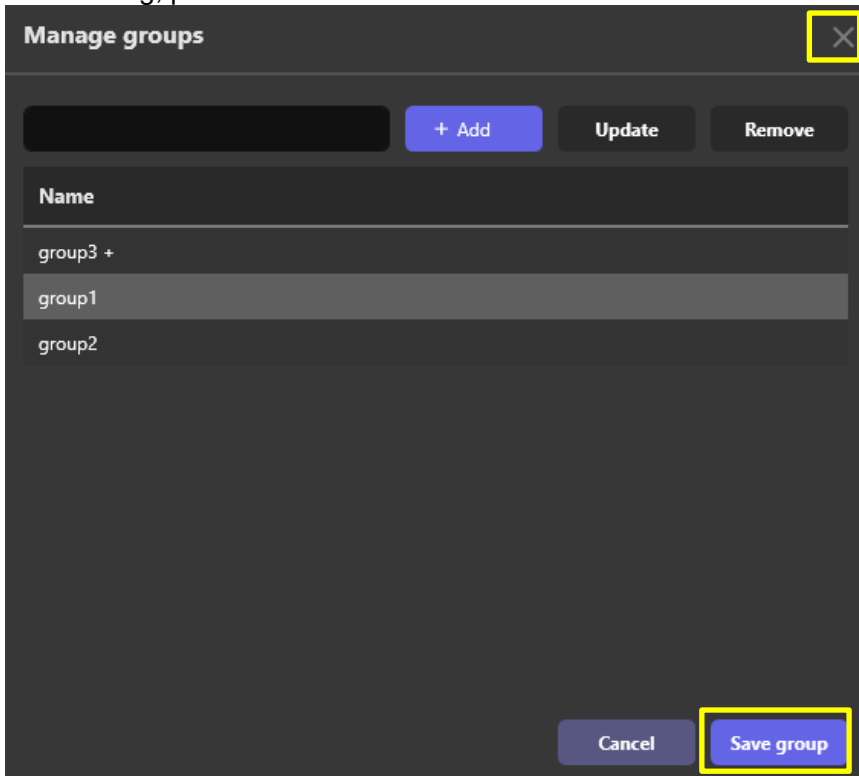 Manage groups
+ Add Update Remove
Name
group3 +
group1
group2
Cancel Save group